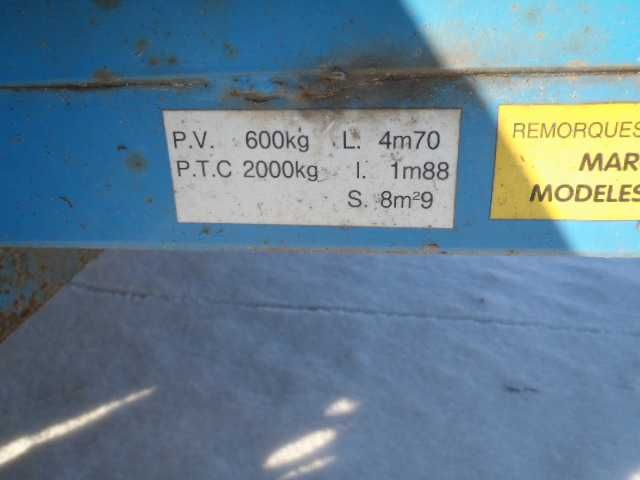 P.V. 600kg L. 4m70
P.T.C 2000kg l. 1m88
S. 8m²9
REMORQUES
MAR
MODELES